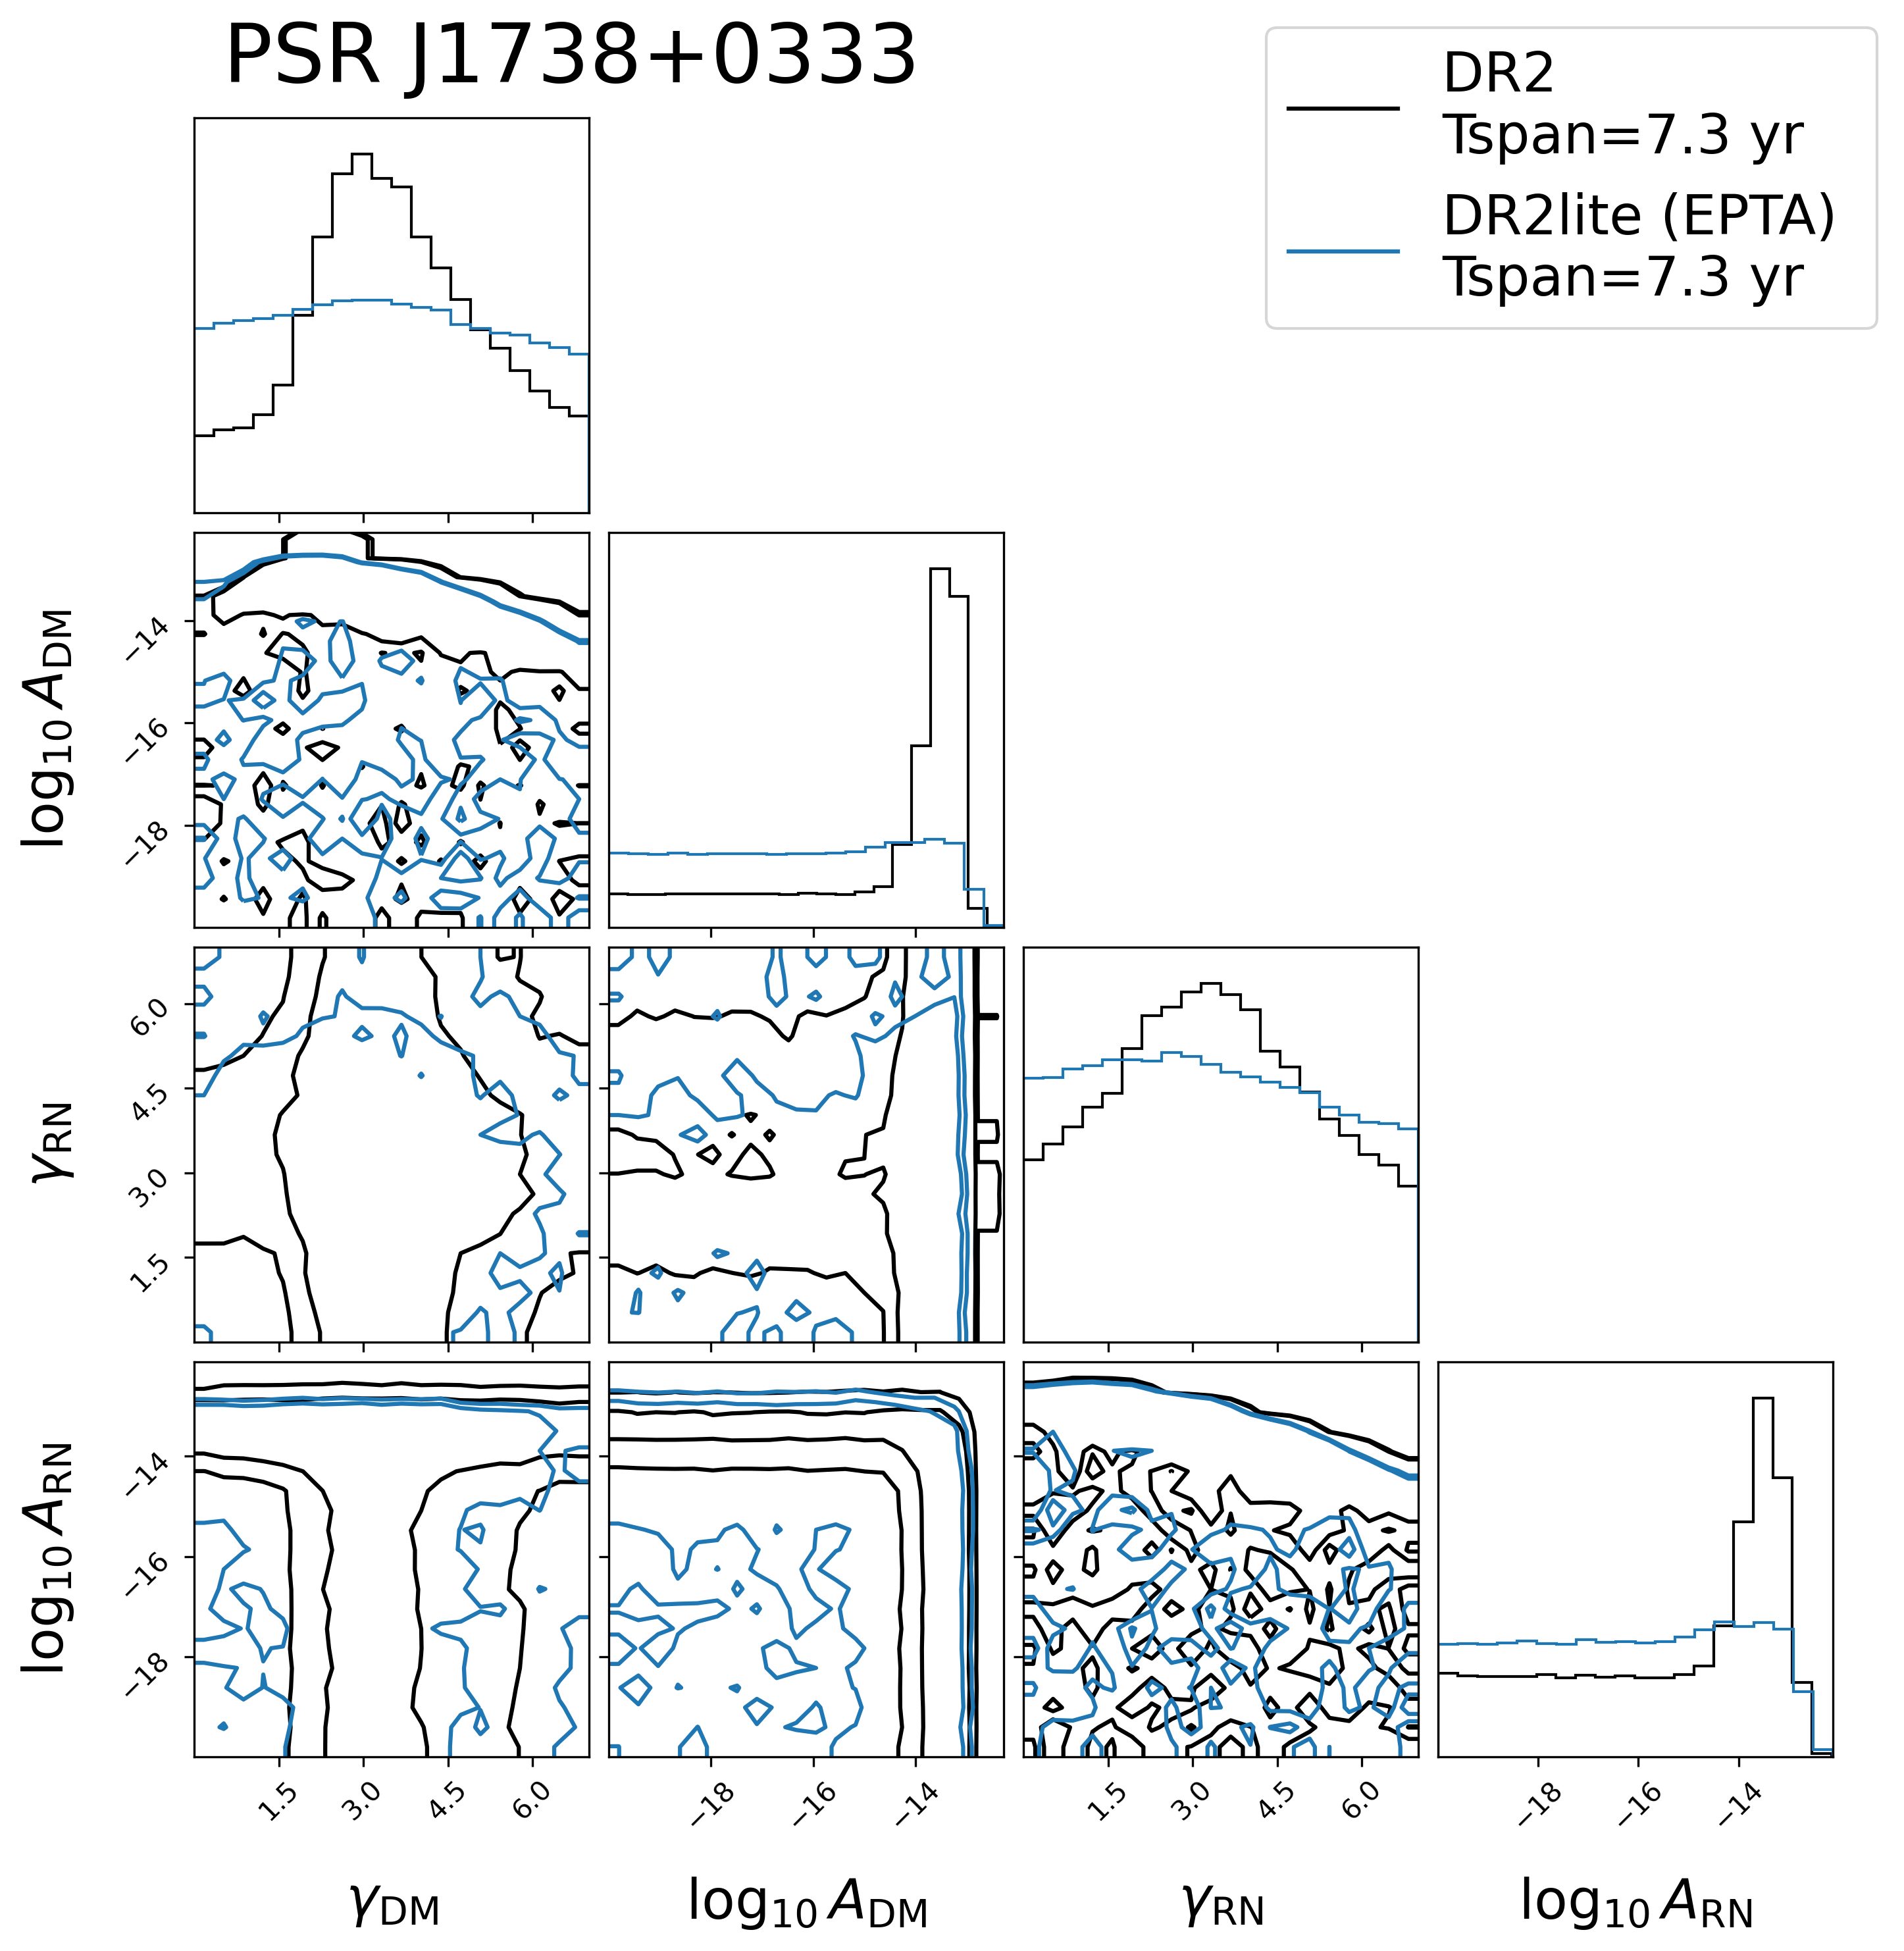 PSR J1738+0333
DR2
Tspan=7.3 yr
DR2lite (EPTA)
Tspan=7.3 yr
log₁₀ A_DM
−14
−16
−18
γ_RN
6.0
4.5
3.0
1.5
log₁₀ A_RN
−14
−16
−18
1.5 3.0 4.5 6.0 −18 −16 −14 1.5 3.0 4.5 6.0 −18 −16 −14
γ_DM log₁₀ A_DM γ_RN log₁₀ A_RN